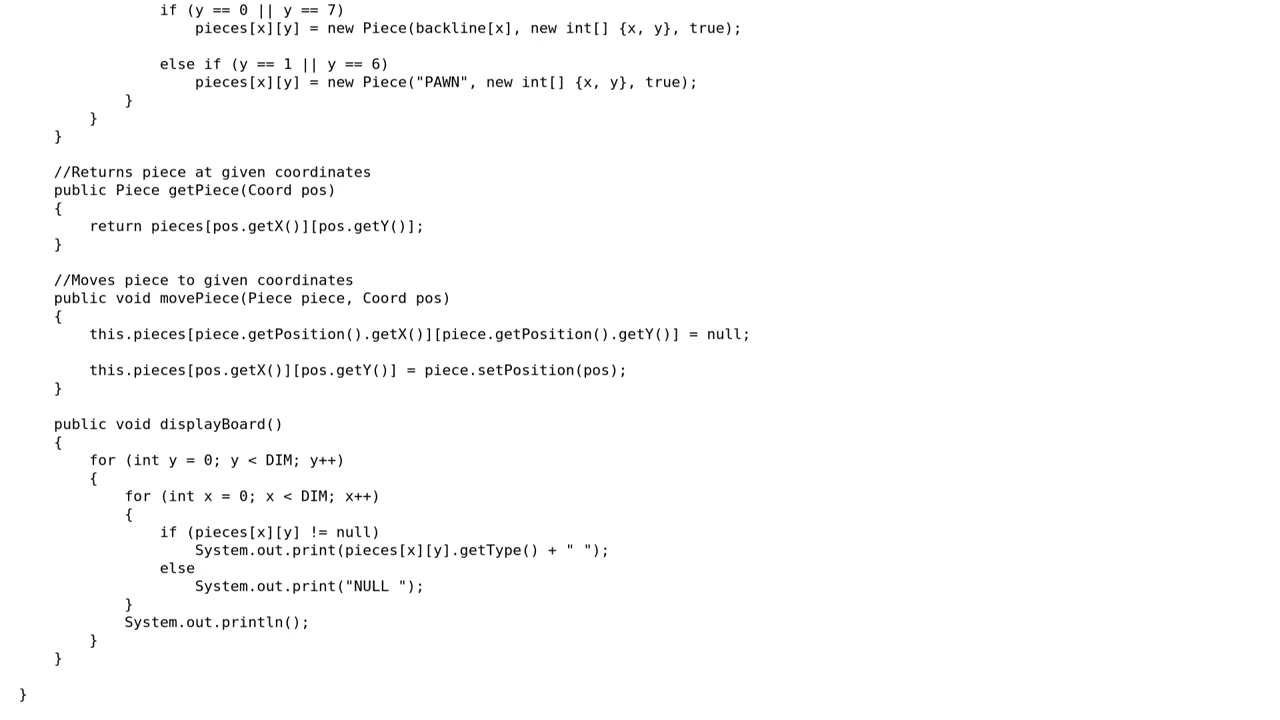 if (y == 0 || y == 7)
                    pieces[x][y] = new Piece(backline[x], new int[] {x, y}, true);

                else if (y == 1 || y == 6)
                    pieces[x][y] = new Piece("PAWN", new int[] {x, y}, true);
            }
        }
    }

    //Returns piece at given coordinates
    public Piece getPiece(Coord pos)
    {
        return pieces[pos.getX()][pos.getY()];
    }

    //Moves piece to given coordinates
    public void movePiece(Piece piece, Coord pos)
    {
        this.pieces[piece.getPosition().getX()][piece.getPosition().getY()] = null;

        this.pieces[pos.getX()][pos.getY()] = piece.setPosition(pos);
    }

    public void displayBoard()
    {
        for (int y = 0; y < DIM; y++)
        {
            for (int x = 0; x < DIM; x++)
            {
                if (pieces[x][y] != null)
                    System.out.print(pieces[x][y].getType() + " ");
                else
                    System.out.print("NULL ");
            }
            System.out.println();
        }
    }

}